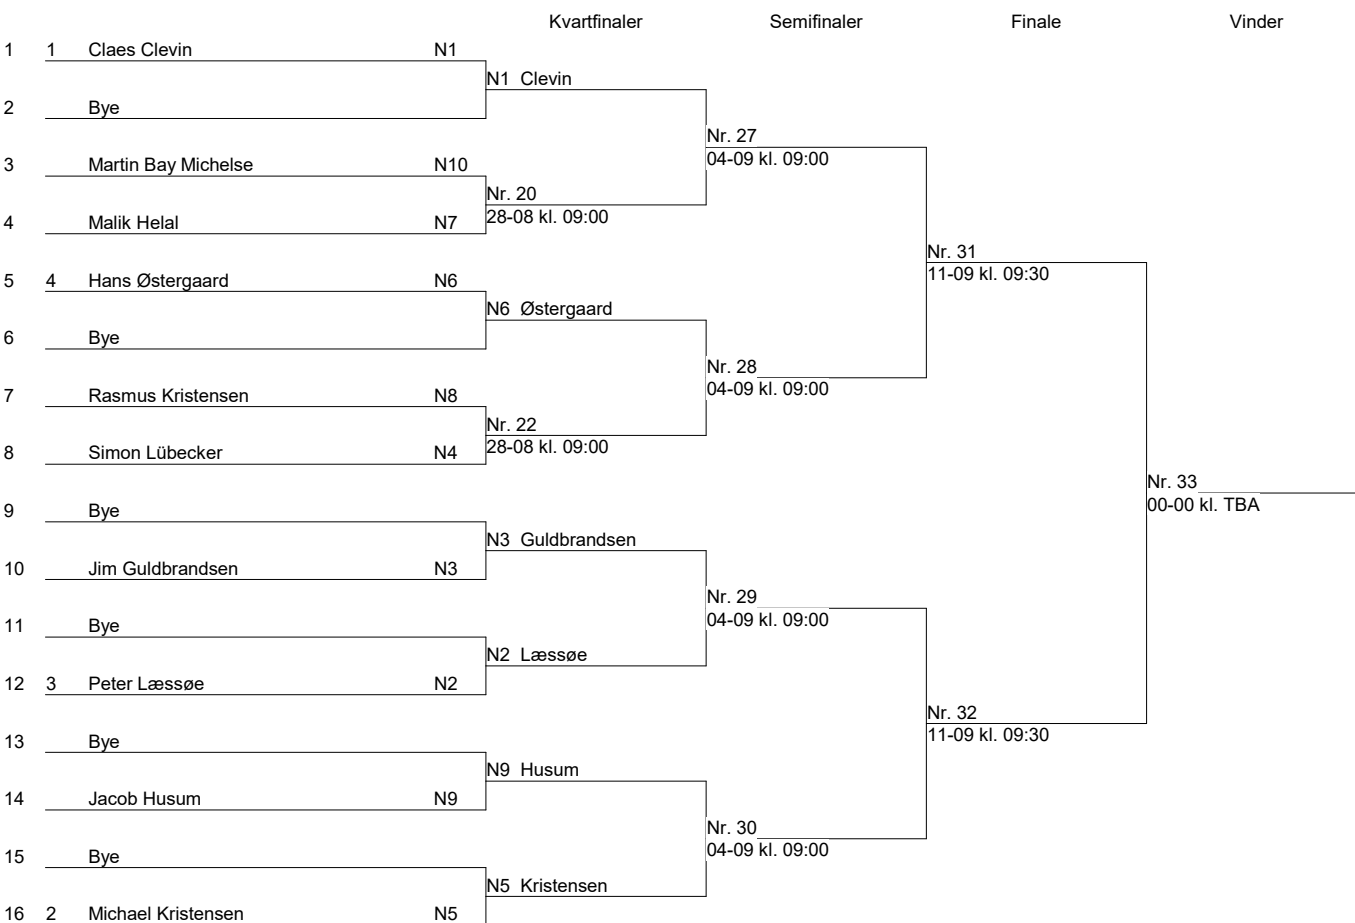 Kvartfinaler Semifinaler Finale Vinder
1 1 Claes Clevin N1
N1 Clevin
2 Bye
Nr. 27
04-09 kl. 09:00
3 Martin Bay Michelse N10
Nr. 20
28-08 kl. 09:00
4 Malik Helal N7
Nr. 31
11-09 kl. 09:30
5 4 Hans Østergaard N6
N6 Østergaard
6 Bye
Nr. 28
04-09 kl. 09:00
7 Rasmus Kristensen N8
Nr. 22
28-08 kl. 09:00
8 Simon Lübecker N4
Nr. 33
00-00 kl. TBA
9 Bye
N3 Guldbrandsen
10 Jim Guldbrandsen N3
Nr. 29
04-09 kl. 09:00
11 Bye
N2 Læssøe
12 3 Peter Læssøe N2
Nr. 32
11-09 kl. 09:30
13 Bye
N9 Husum
14 Jacob Husum N9
Nr. 30
04-09 kl. 09:00
15 Bye
N5 Kristensen
16 2 Michael Kristensen N5